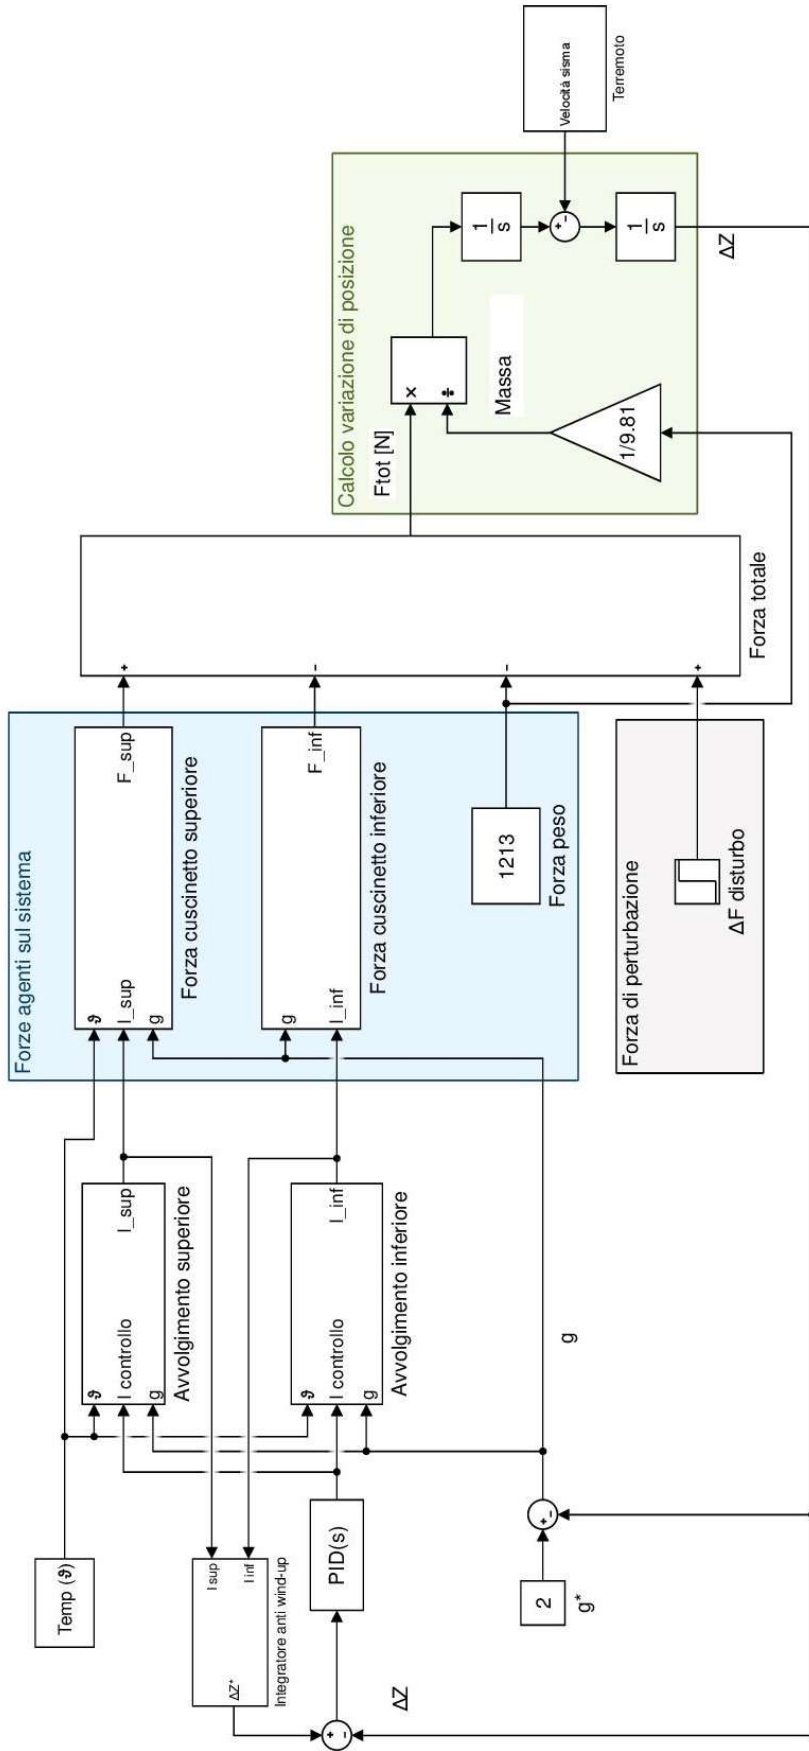 Temp (ϑ)
ΔZ*
I sup
I inf
Integratore anti wind-up
+
-
ΔZ
PID(s)
2
g*
+
-
g
ϑ
I controllo
g
I_sup
Avvolgimento superiore
ϑ
I controllo
g
I_inf
Avvolgimento inferiore
Forze agenti sul sistema
ϑ
I_sup
g
F_sup
Forza cuscinetto superiore
g
I_inf
F_inf
Forza cuscinetto inferiore
1213
Forza peso
Forza di perturbazione
ΔF disturbo
+
-
-
+
Forza totale
Calcolo variazione di posizione
Ftot [N]
×
÷
Massa
1/9.81
1
s
+
-
1
s
ΔZ
Velocità sisma
Terremoto